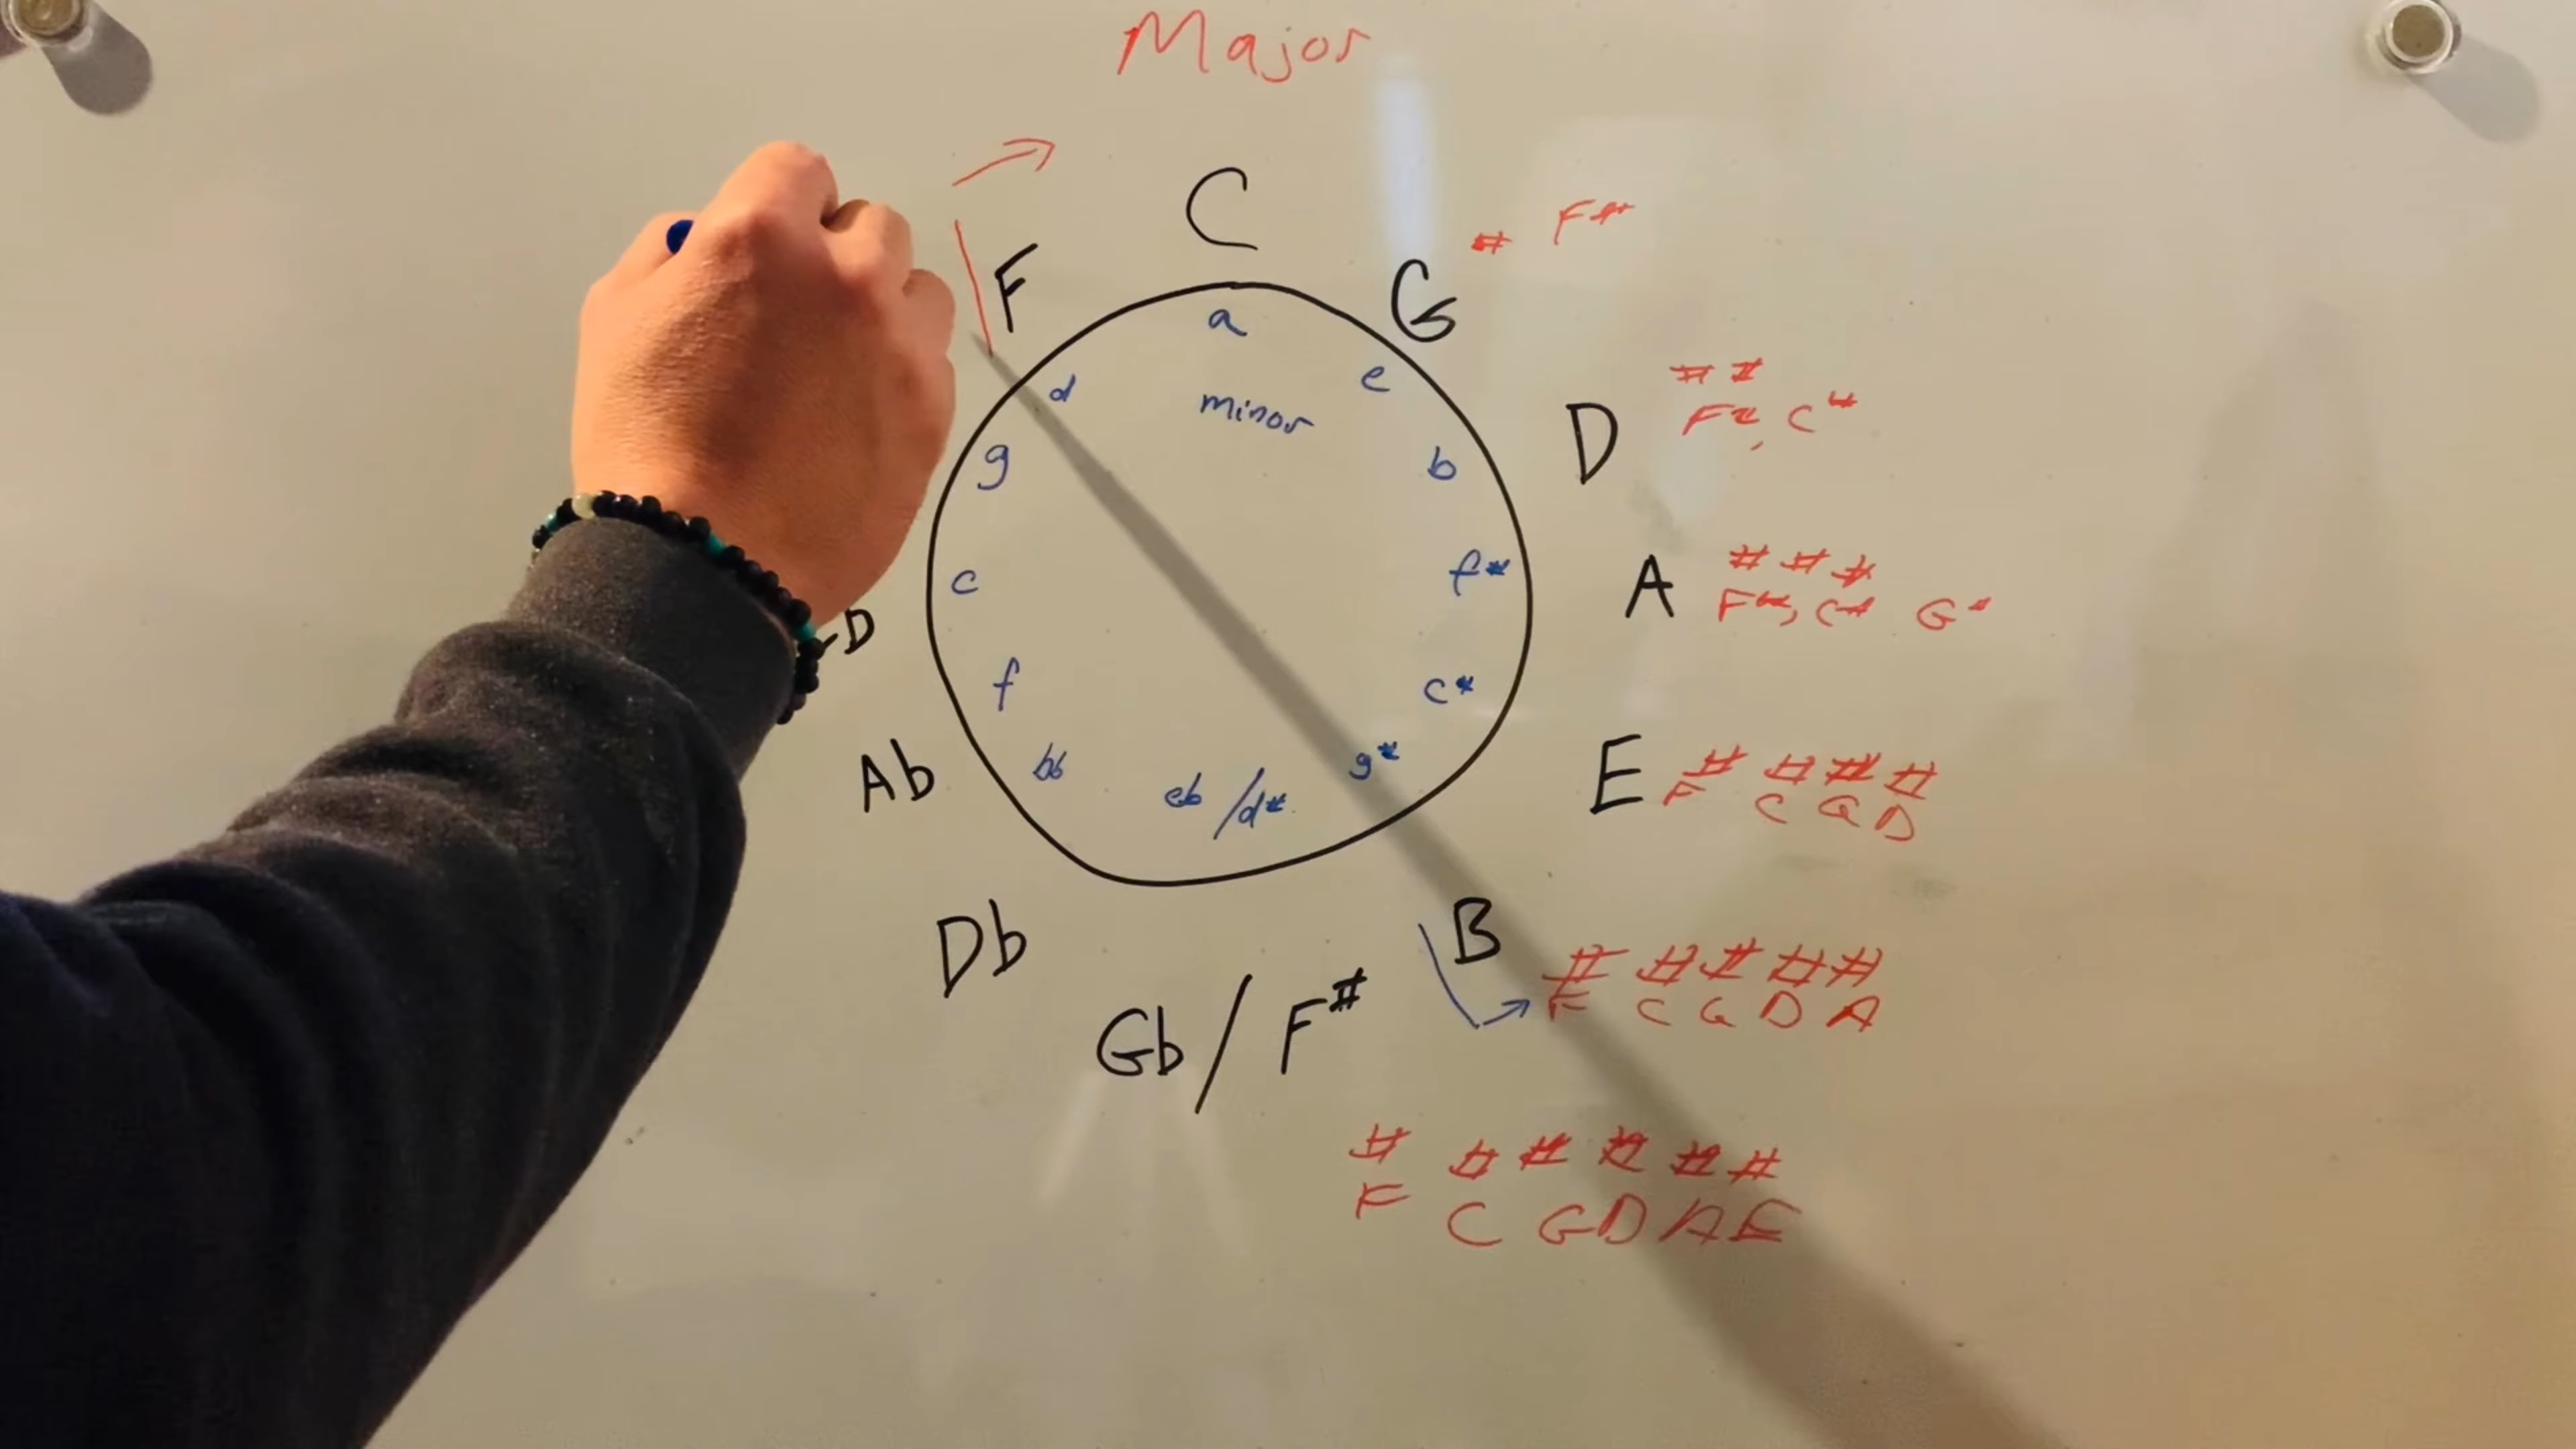 Major
C
F
G
# F#
a
d
e
minor
# #
F#, C#
D
g
b
c
f#
A
# # #
F#, C# G#
D
f
c#
E
# # # #
F C G D
Ab
bb
eb/d#
g#
Db
B
# # # # #
F C G D A
Gb/F#
# # # # # #
F C G D A E